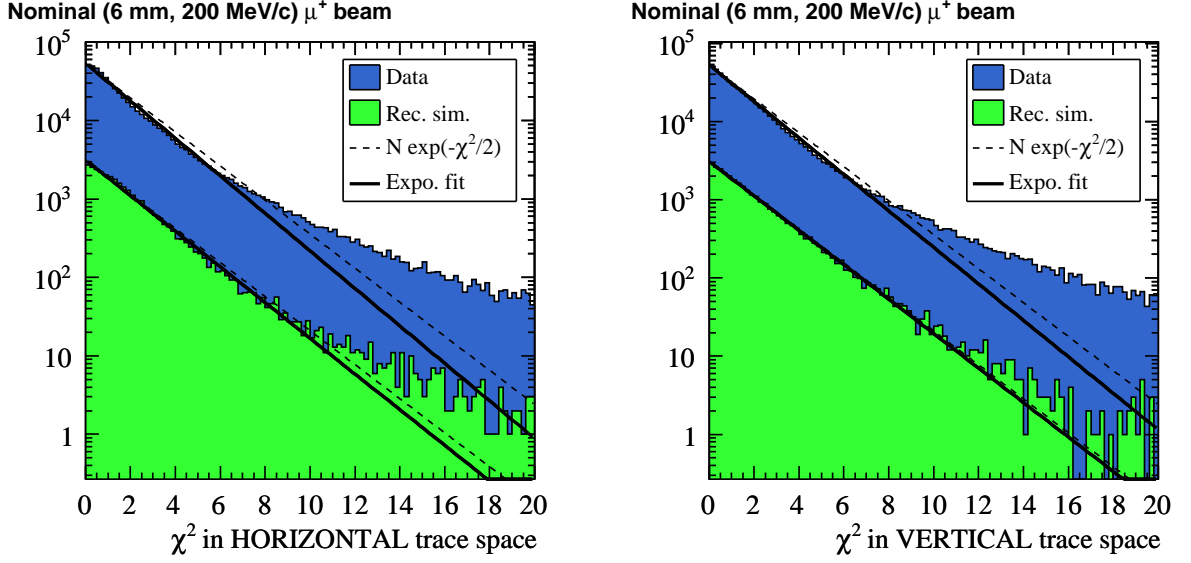 Nominal (6 mm, 200 MeV/c) μ⁺ beam
10⁵
10⁴
10³
10²
10
1
Data
Rec. sim.
N exp(-χ²/2)
Expo. fit
0 2 4 6 8 10 12 14 16 18 20
χ² in HORIZONTAL trace space
Nominal (6 mm, 200 MeV/c) μ⁺ beam
10⁵
10⁴
10³
10²
10
1
Data
Rec. sim.
N exp(-χ²/2)
Expo. fit
0 2 4 6 8 10 12 14 16 18 20
χ² in VERTICAL trace space